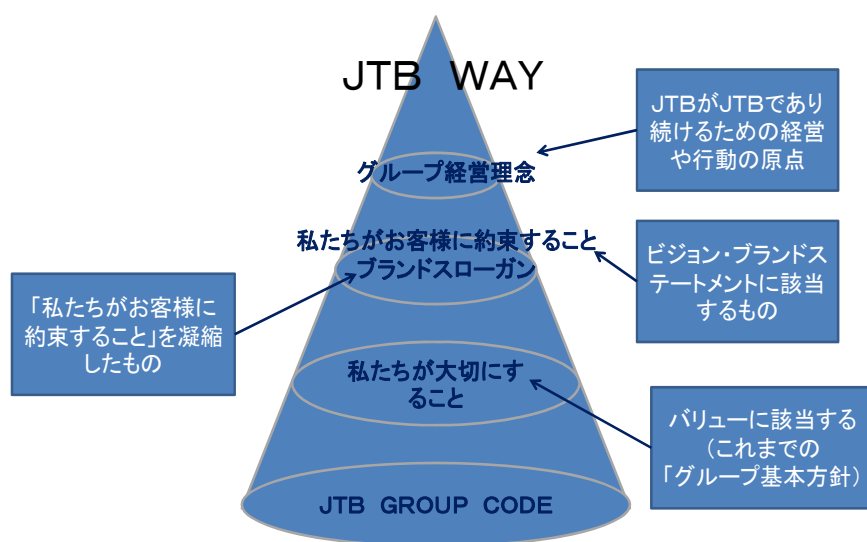 JTB WAY
JTBがJTBであり
続けるための経営
や行動の原点
グループ経営理念
私たちがお客様に約束すること
ブランドスローガン
ビジョン・ブランドス
テートメントに該当
するもの
「私たちがお客様に
約束すること」を凝縮
したもの
私たちが大切にす
ること
バリューに該当する
(これまでの
「グループ基本方針」)
JTB GROUP CODE